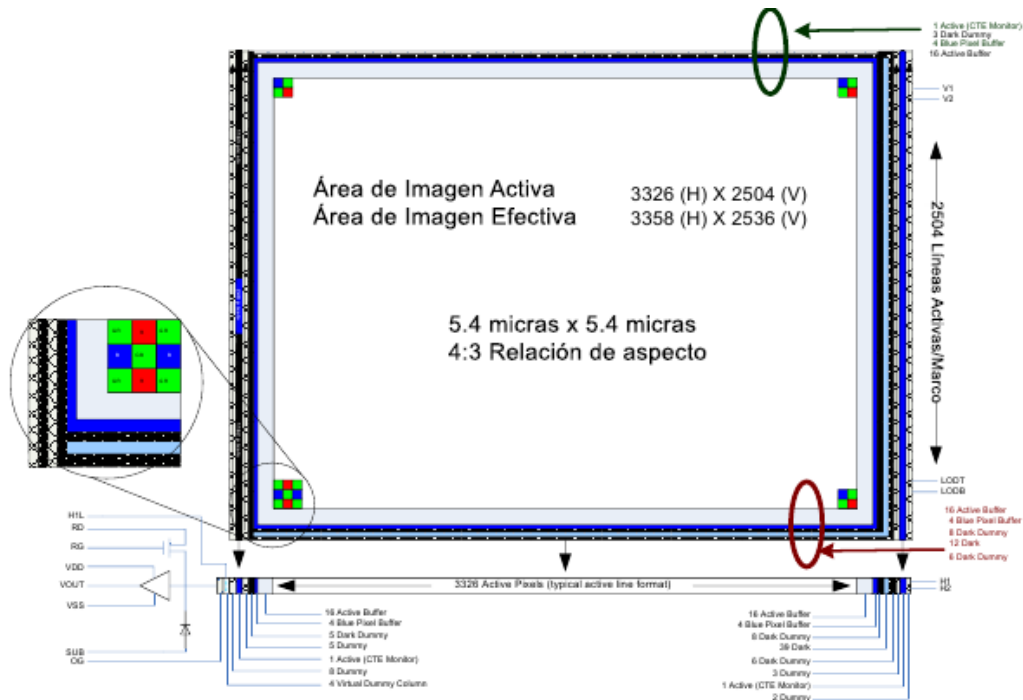 1 Active (CTE Monitor)
3 Dark Dummy
4 Blue Pixel Buffer
16 Active Buffer
V1
V2
Área de Imagen Activa 3326 (H) X 2504 (V)
Área de Imagen Efectiva 3358 (H) X 2536 (V)
5.4 micras x 5.4 micras
4:3 Relación de aspecto
2504 Líneas Activas/Marco
LODT
LODB
16 Active Buffer
4 Blue Pixel Buffer
8 Dark Dummy
12 Dark
6 Dark Dummy
H1L
RD
RG
VDD
VOUT
VSS
SUB
OG
3326 Active Pixels (typical active line format)
H1
H2
16 Active Buffer
4 Blue Pixel Buffer
5 Dark Dummy
5 Dummy
1 Active (CTE Monitor)
8 Dummy
4 Virtual Dummy Column
16 Active Buffer
4 Blue Pixel Buffer
8 Dark Dummy
39 Dark
6 Dark Dummy
3 Dummy
1 Active (CTE Monitor)
2 Dummy